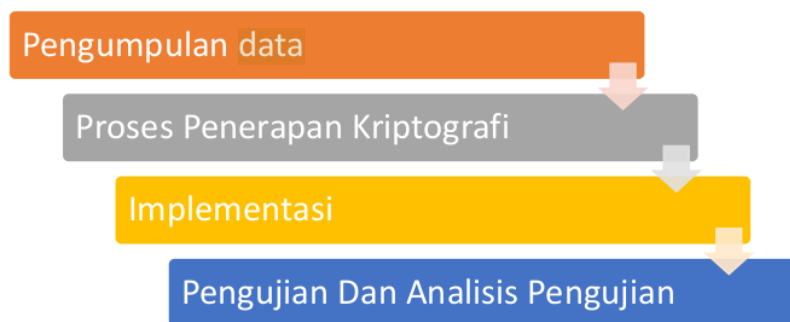 Pengumpulan data
Proses Penerapan Kriptografi
Implementasi
Pengujian Dan Analisis Pengujian